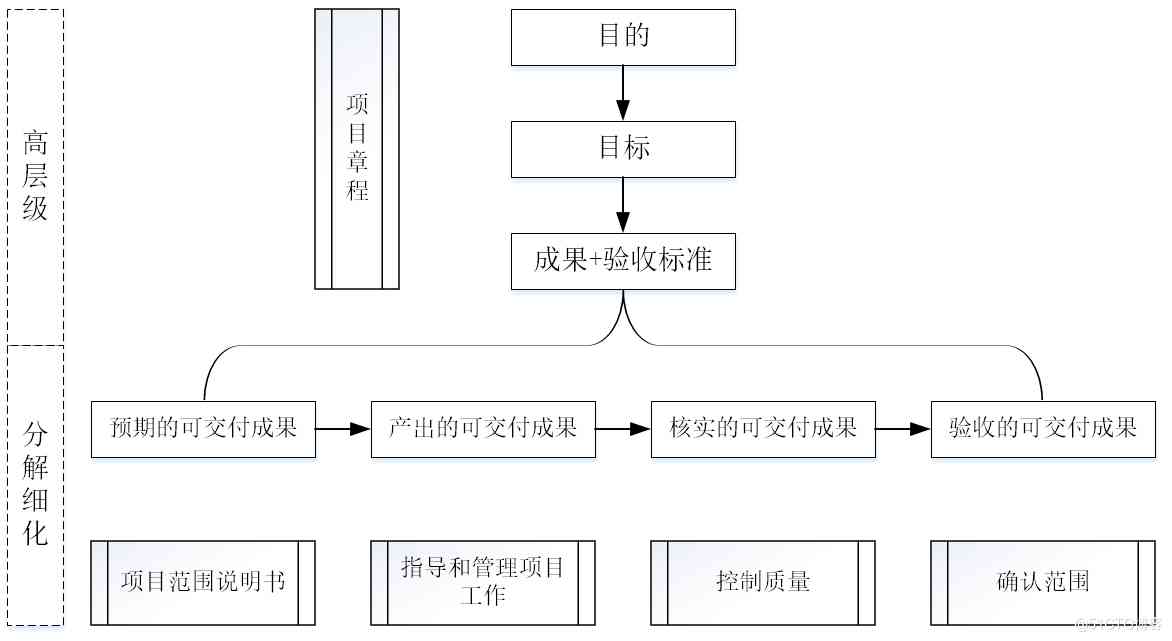 高层级
项目章程
目的
目标
成果+验收标准
分解细化
预期的可交付成果
产出的可交付成果
核实的可交付成果
验收的可交付成果
项目范围说明书
指导和管理项目
工作
控制质量
确认范围
@51CTO博客